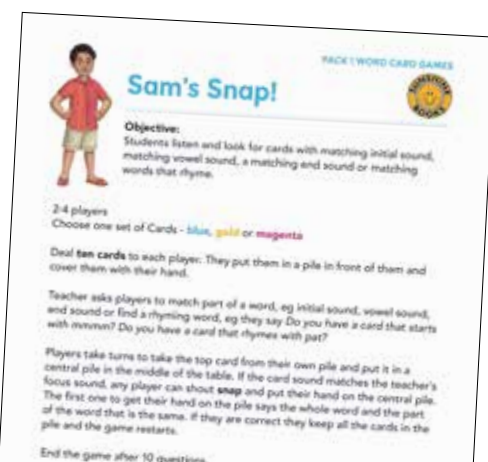 PACK 1 WORD CARD GAMES
Sam's Snap!
SUNSHINE BOOKS
Objective:
Students listen and look for cards with matching initial sound,
matching vowel sound, a matching end sound or matching
words that rhyme.
2-4 players
Choose one set of Cards - blue, gold or magenta
Deal ten cards to each player. They put them in a pile in front of them and
cover them with their hand.
Teacher asks players to match part of a word, eg initial sound, vowel sound,
end sound or find a rhyming word, eg they say Do you have a card that starts
with mmmm? Do you have a card that rhymes with pat?
Players take turns to take the top card from their own pile and put it in a
central pile in the middle of the table. If the card sound matches the teacher's
focus sound, any player can shout snap and put their hand on the central pile.
The first one to get their hand on the pile says the whole word and the part
of the word that is the same. If they are correct they keep all the cards in the
pile and the game restarts.
End the game after 10 questions.